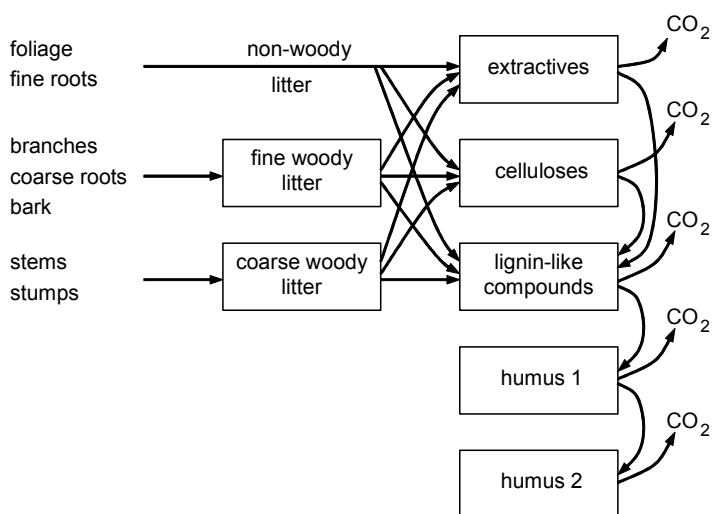 foliage
fine roots
non-woody
litter
extractives
CO2
branches
coarse roots
bark
fine woody
litter
celluloses
CO2
stems
stumps
coarse woody
litter
lignin-like
compounds
CO2
humus 1
CO2
humus 2
CO2